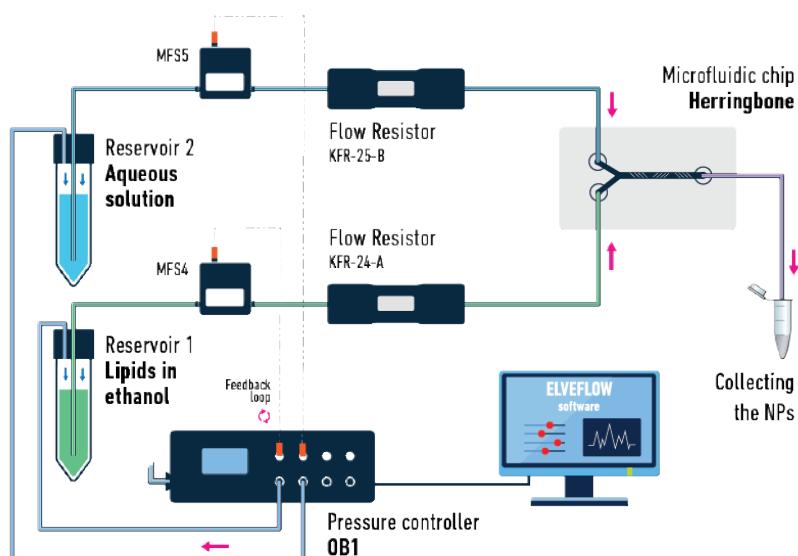 MFS5
Reservoir 2
Aqueous
solution
Flow Resistor
KFR-25-B
Microfluidic chip
Herringbone
MFS4
Flow Resistor
KFR-24-A
Reservoir 1
Lipids in
ethanol
Feedback
loop
ELVEFLOW
software
Collecting
the NPs
Pressure controller
OB1